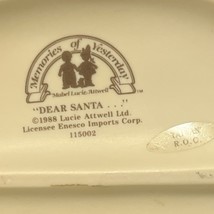 Memories of Yesterday
Mabel Lucie Attwell
"DEAR SANTA . . ."
©1988 Lucie Attwell Ltd.
Licensee Enesco Imports Corp.
115002
R.O.C.